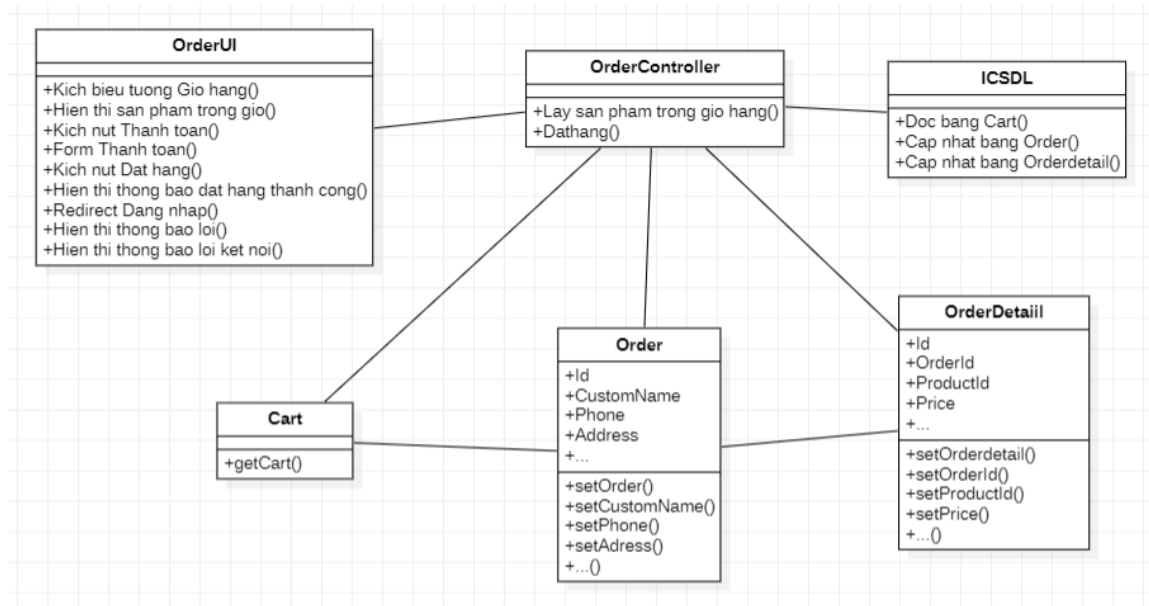 OrderUI
+Kich bieu tuong Gio hang()
+Hien thi san pham trong gio()
+Kich nut Thanh toan()
+Form Thanh toan()
+Kich nut Dat hang()
+Hien thi thong bao dat hang thanh cong()
+Redirect Dang nhap()
+Hien thi thong bao loi()
+Hien thi thong bao loi ket noi()
OrderController
+Lay san pham trong gio hang()
+Dathang()
ICSDL
+Doc bang Cart()
+Cap nhat bang Order()
+Cap nhat bang Orderdetail()
Cart
+getCart()
Order
+Id
+CustomName
+Phone
+Address
+...
+setOrder()
+setCustomName()
+setPhone()
+setAdress()
+...()
OrderDetaiil
+Id
+OrderId
+ProductId
+Price
+...
+setOrderdetail()
+setOrderId()
+setProductId()
+setPrice()
+...()